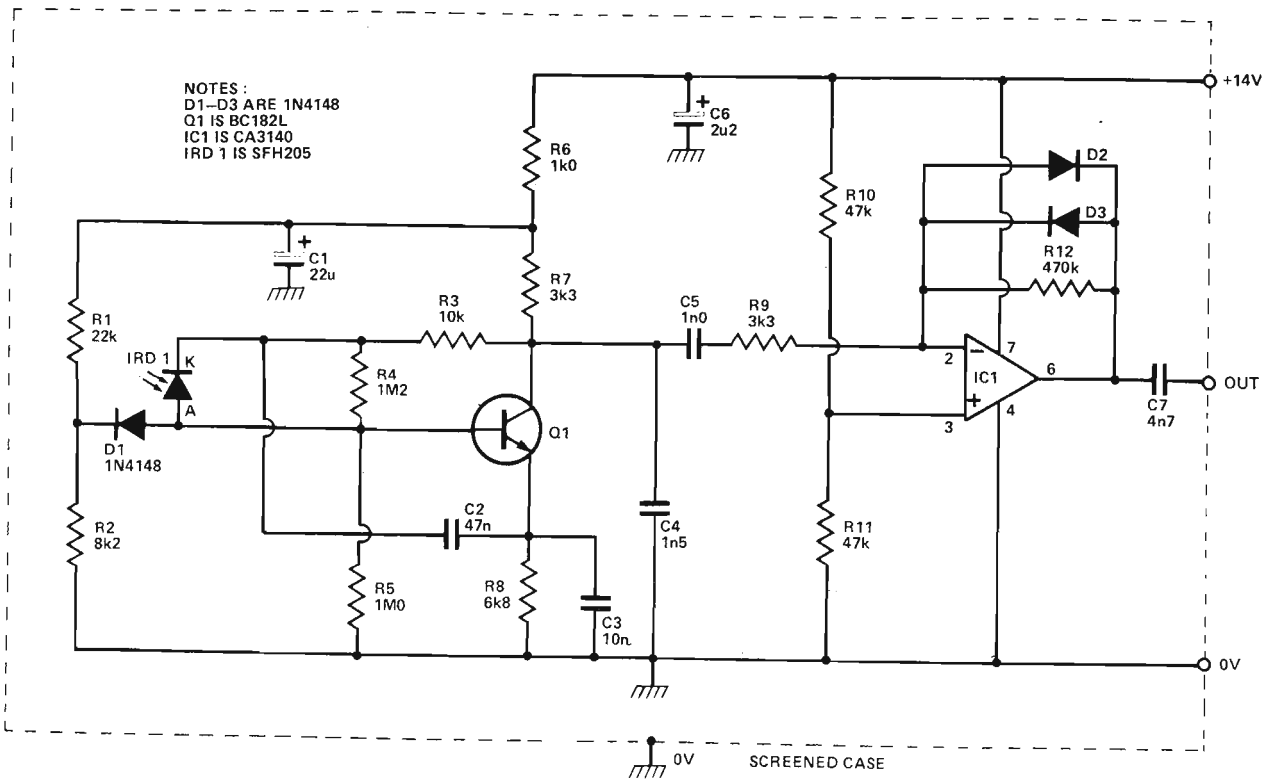 NOTES :
D1–D3 ARE 1N4148
Q1 IS BC182L
IC1 IS CA3140
IRD 1 IS SFH205
+14V
R6
1k0
+
C6
2u2
R10
47k
D2
D3
R12
470k
+
C1
22u
R7
3k3
R1
22k
R3
10k
C5
1n0
R9
3k3
IRD 1
K
A
R4
1M2
Q1
2
−
7
IC1
6
+
3
4
OUT
C7
4n7
D1
1N4148
R2
8k2
C2
47n
C4
1n5
R11
47k
R5
1M0
R8
6k8
C3
10n
0V
0V
SCREENED CASE